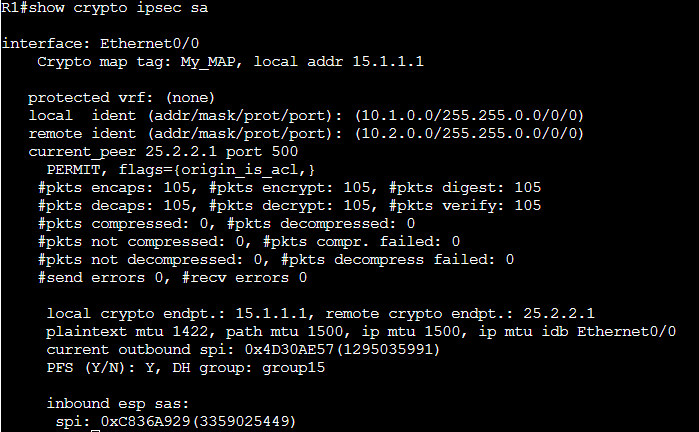 R1#show crypto ipsec sa
interface: Ethernet0/0
Crypto map tag: My_MAP, local addr 15.1.1.1
protected vrf: (none)
local  ident (addr/mask/prot/port): (10.1.0.0/255.255.0.0/0/0)
remote ident (addr/mask/prot/port): (10.2.0.0/255.255.0.0/0/0)
current_peer 25.2.2.1 port 500
PERMIT, flags={origin_is_acl,}
#pkts encaps: 105, #pkts encrypt: 105, #pkts digest: 105
#pkts decaps: 105, #pkts decrypt: 105, #pkts verify: 105
#pkts compressed: 0, #pkts decompressed: 0
#pkts not compressed: 0, #pkts compr. failed: 0
#pkts not decompressed: 0, #pkts decompress failed: 0
#send errors 0, #recv errors 0
local crypto endpt.: 15.1.1.1, remote crypto endpt.: 25.2.2.1
plaintext mtu 1422, path mtu 1500, ip mtu 1500, ip mtu idb Ethernet0/0
current outbound spi: 0x4D30AE57(1295035991)
PFS (Y/N): Y, DH group: group15
inbound esp sas:
spi: 0xC836A929(3359025449)